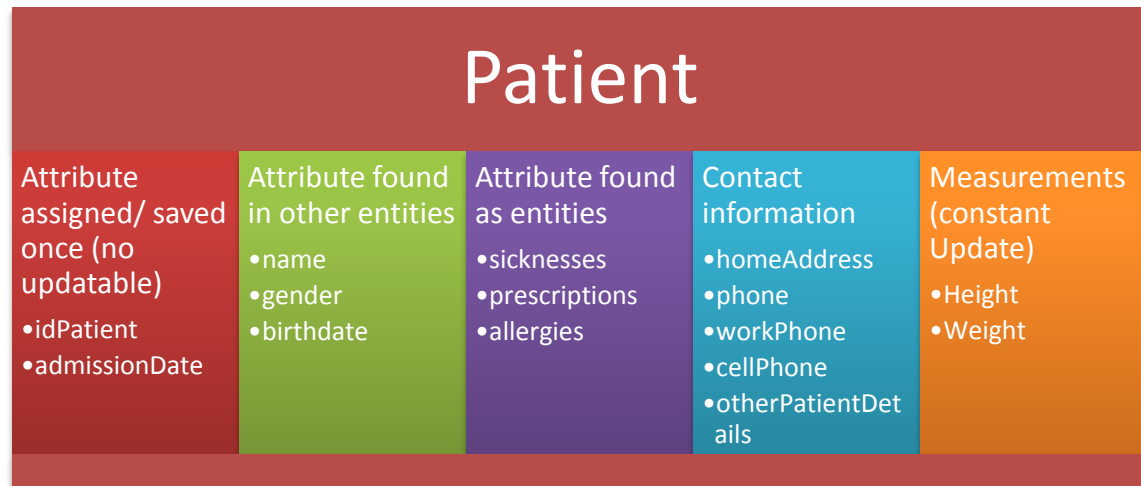 Patient
Attribute
assigned/ saved
once (no
updatable)
•idPatient
•admissionDate
Attribute found
in other entities
•name
•gender
•birthdate
Attribute found
as entities
•sicknesses
•prescriptions
•allergies
Contact
information
•homeAddress
•phone
•workPhone
•cellPhone
•otherPatientDet
ails
Measurements
(constant
Update)
•Height
•Weight